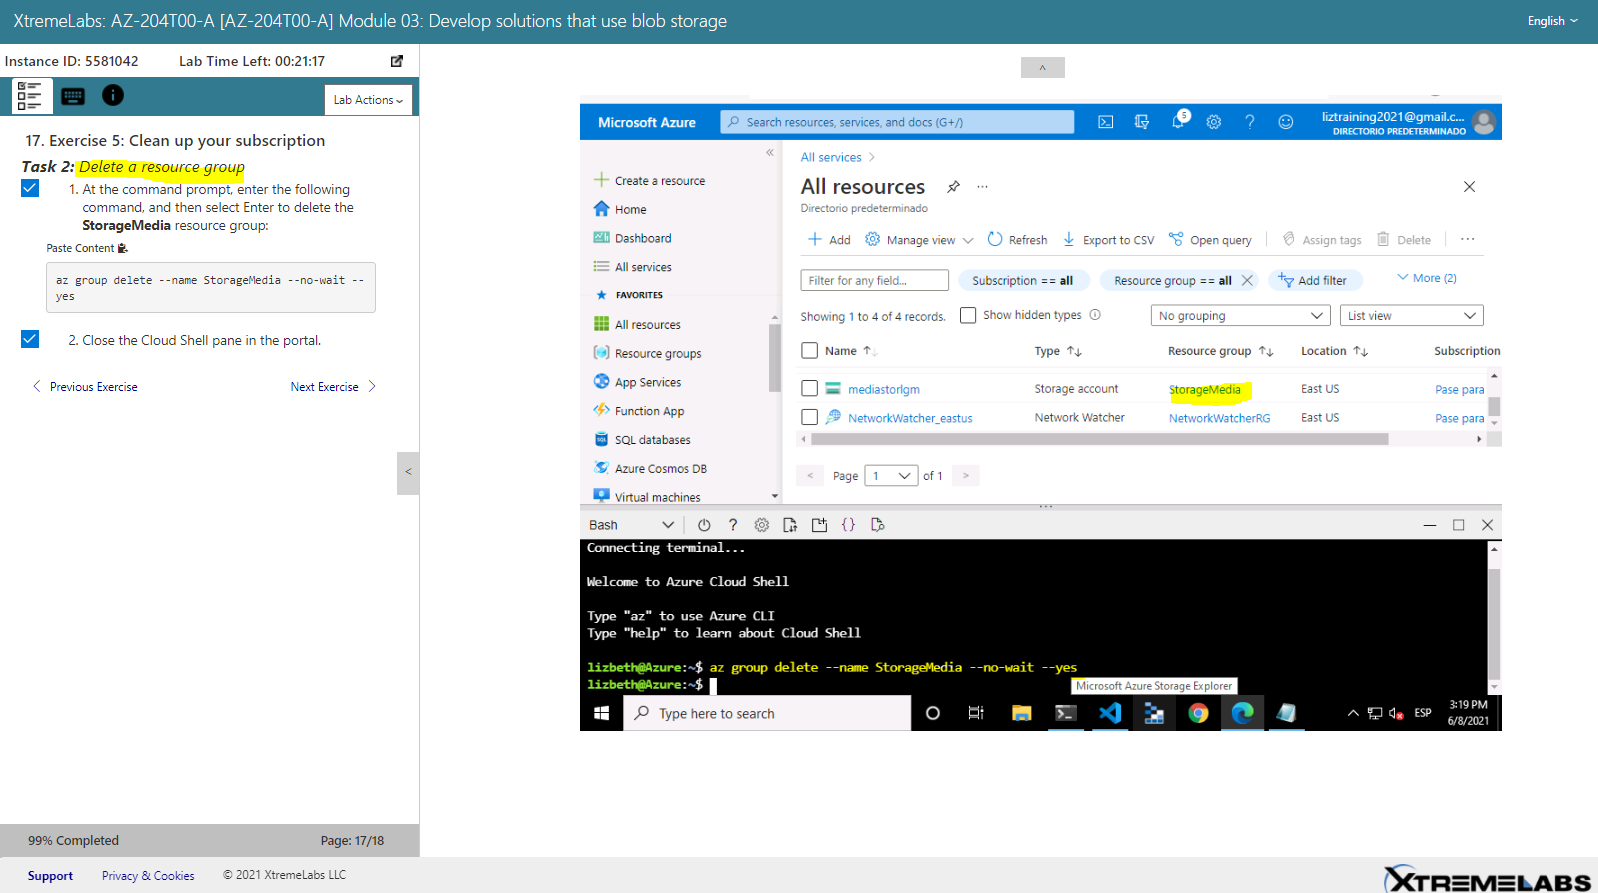 XtremeLabs: AZ-204T00-A [AZ-204T00-A] Module 03: Develop solutions that use blob storage
English
Instance ID: 5581042
Lab Time Left: 00:21:17
Lab Actions
17. Exercise 5: Clean up your subscription
Task 2: Delete a resource group
1. At the command prompt, enter the following
command, and then select Enter to delete the
StorageMedia resource group:
Paste Content
az group delete --name StorageMedia --no-wait --
yes
2. Close the Cloud Shell pane in the portal.
< Previous Exercise
Next Exercise >
<
99% Completed
Page: 17/18
Support
Privacy & Cookies
© 2021 XtremeLabs LLC
XTREMELABS
^
Microsoft Azure
Search resources, services, and docs (G+/)
5
?
liztraining2021@gmail.c...
DIRECTORIO PREDETERMINADO
«
Create a resource
Home
Dashboard
All services
FAVORITES
All resources
Resource groups
App Services
Function App
SQL databases
Azure Cosmos DB
Virtual machines
All services >
All resources
...
Directorio predeterminado
+ Add
Manage view
Refresh
Export to CSV
Open query
Assign tags
Delete
...
Filter for any field...
Subscription == all
Resource group == all
Add filter
More (2)
Showing 1 to 4 of 4 records.
Show hidden types
No grouping
List view
Name ↑↓
Type ↑↓
Resource group ↑↓
Location ↑↓
Subscription
mediastorlgm
Storage account
StorageMedia
East US
Pase para
NetworkWatcher_eastus
Network Watcher
NetworkWatcherRG
East US
Pase para
<
Page 1 of 1
>
...
Bash
?
{}
Connecting terminal...
Welcome to Azure Cloud Shell
Type "az" to use Azure CLI
Type "help" to learn about Cloud Shell
lizbeth@Azure:~$ az group delete --name StorageMedia --no-wait --yes
lizbeth@Azure:~$
Microsoft Azure Storage Explorer
Type here to search
ESP
3:19 PM
6/8/2021